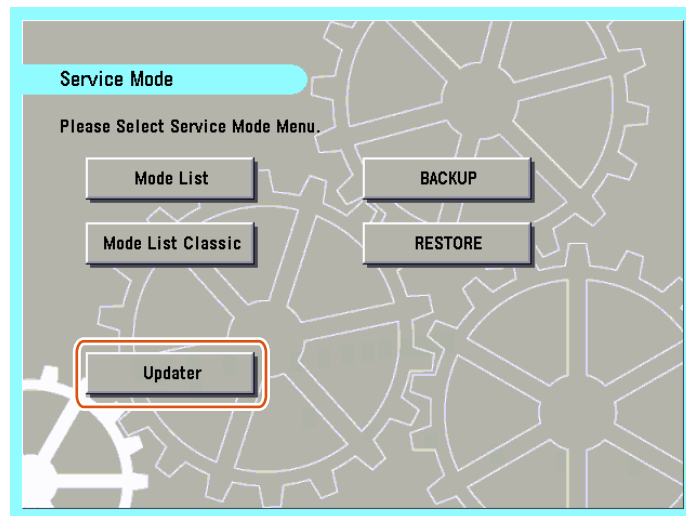 Service Mode
Please Select Service Mode Menu.
Mode List
BACKUP
Mode List Classic
RESTORE
Updater